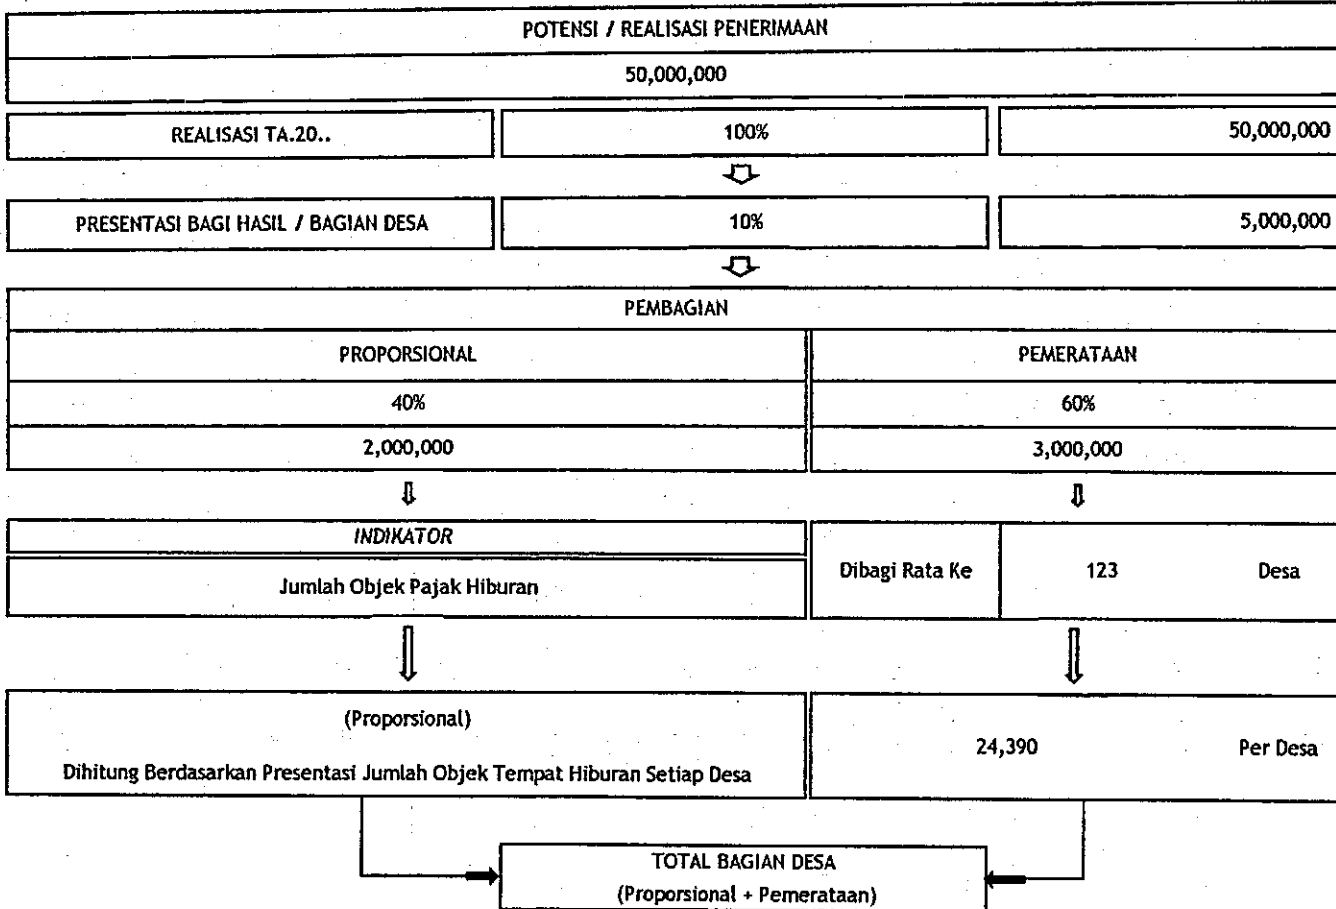 POTENSI / REALISASI PENERIMAAN
50,000,000
REALISASI TA.20.. 100% 50,000,000
PRESENTASI BAGI HASIL / BAGIAN DESA 10% 5,000,000
PEMBAGIAN
PROPORSIONAL PEMERATAAN
40% 60%
2,000,000 3,000,000
INDIKATOR
Jumlah Objek Pajak Hiburan
Dibagi Rata Ke 123 Desa
(Proporsional)
Dihitung Berdasarkan Presentasi Jumlah Objek Tempat Hiburan Setiap Desa
24,390 Per Desa
TOTAL BAGIAN DESA
(Proporsional + Pemerataan)